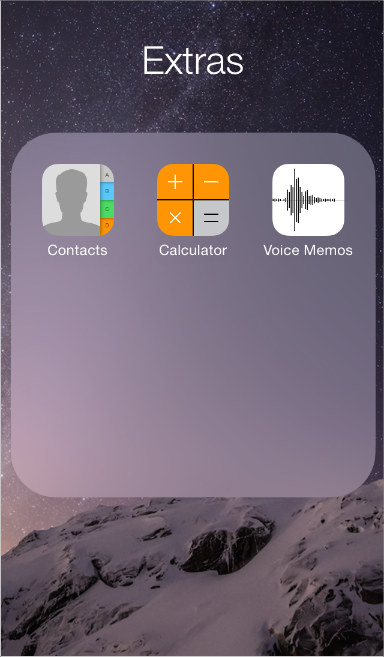 Extras
A
B
C
D
Contacts
Calculator
Voice Memos